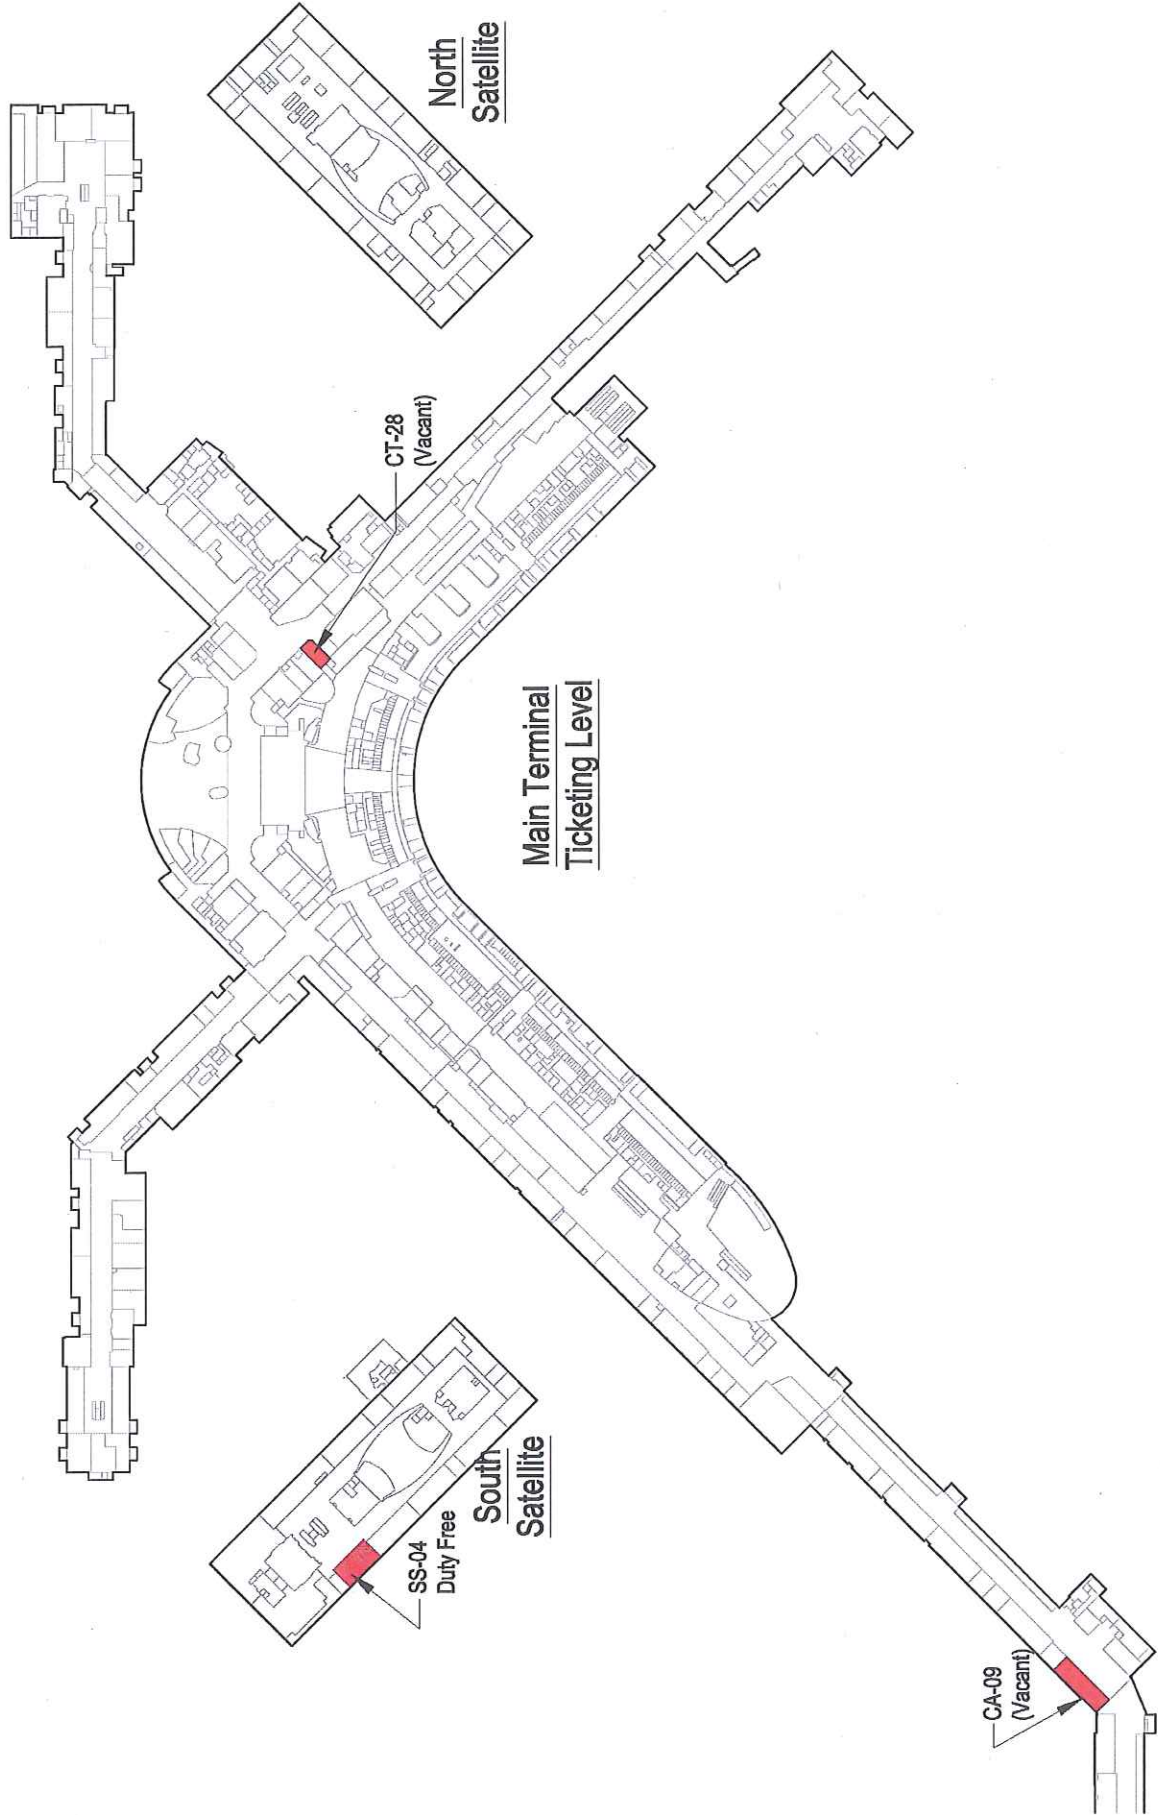 North
Satellite
CT-28
(Vacant)
Main Terminal
Ticketing Level
South
Satellite
SS-04
Duty Free
CA-09
(Vacant)